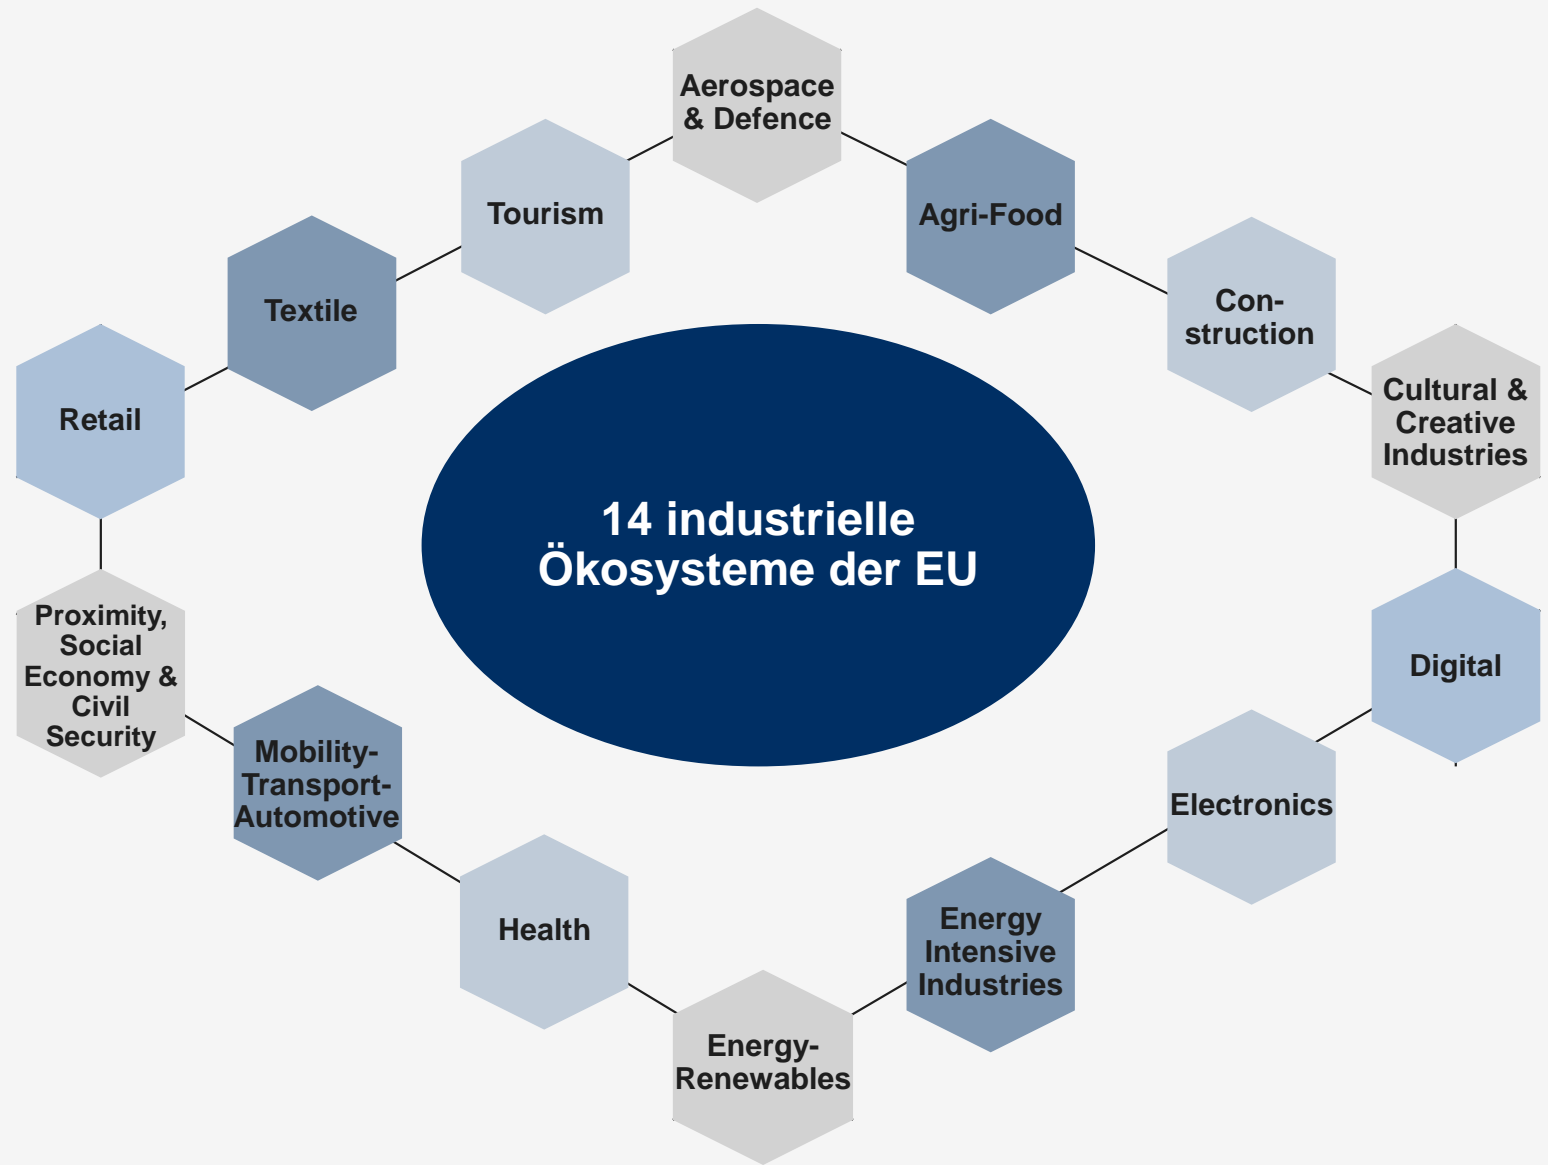 Aerospace
& Defence
Agri-Food
Con-
struction
Cultural &
Creative
Industries
Digital
Electronics
Energy
Intensive
Industries
Energy-
Renewables
Health
Mobility-
Transport-
Automotive
Proximity,
Social
Economy &
Civil
Security
Retail
Textile
Tourism
14 industrielle
Ökosysteme der EU